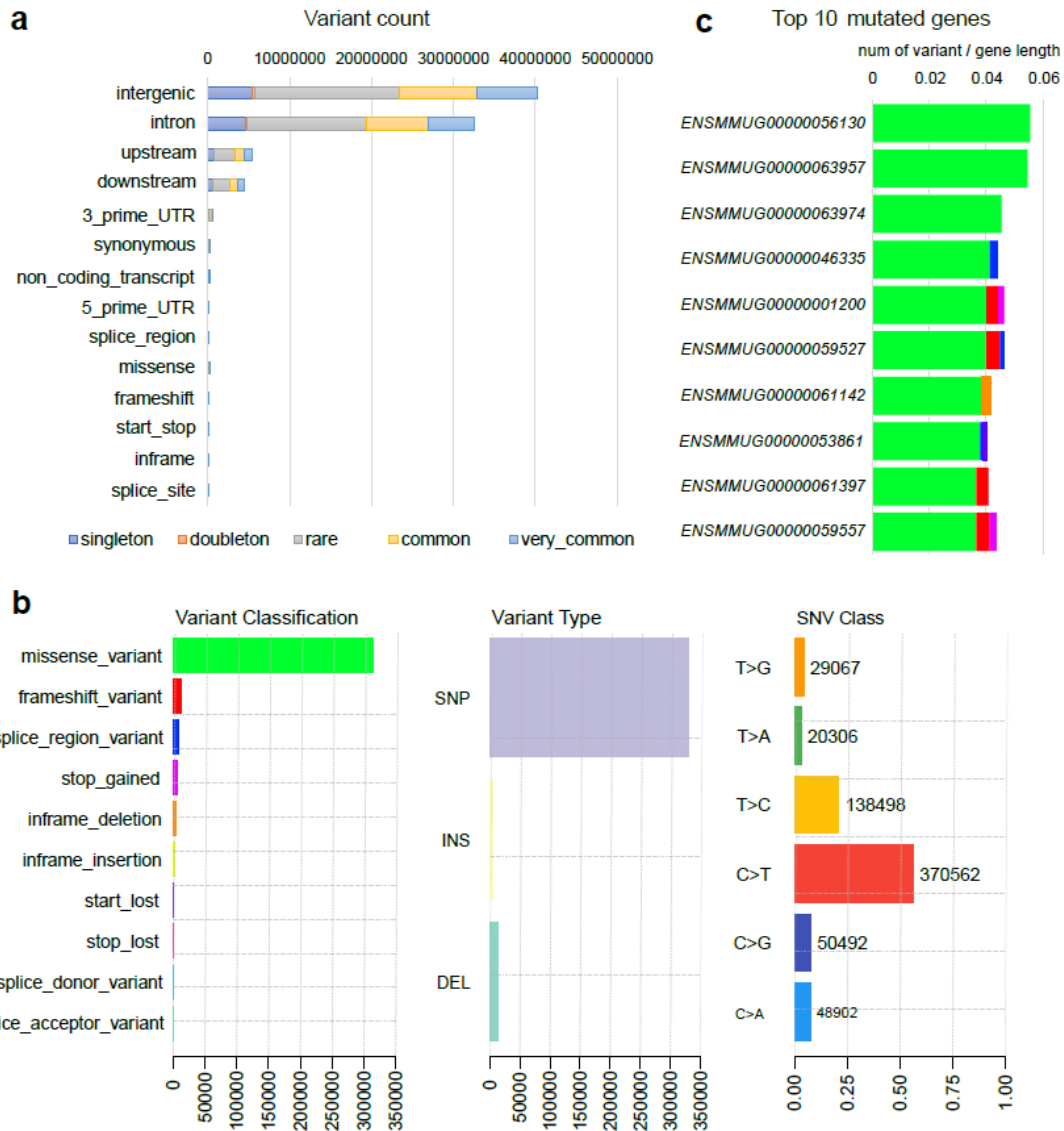 a
Variant count
0 10000000 20000000 30000000 40000000 50000000
intergenic
intron
upstream
downstream
3_prime_UTR
synonymous
non_coding_transcript
5_prime_UTR
splice_region
missense
frameshift
start_stop
inframe
splice_site
singleton doubleton rare common very_common
c
Top 10 mutated genes
num of variant / gene length
0 0.02 0.04 0.06
ENSMMUG00000056130
ENSMMUG00000063957
ENSMMUG00000063974
ENSMMUG00000046335
ENSMMUG00000001200
ENSMMUG00000059527
ENSMMUG00000061142
ENSMMUG00000053861
ENSMMUG00000061397
ENSMMUG00000059557
b
Variant Classification
missense_variant
frameshift_variant
splice_region_variant
stop_gained
inframe_deletion
inframe_insertion
start_lost
stop_lost
splice_donor_variant
ice_acceptor_variant
0 50000 100000 150000 200000 250000 300000 350000
Variant Type
SNP
INS
DEL
0 50000 100000 150000 200000 250000 300000 350000
SNV Class
T>G 29067
T>A 20306
T>C 138498
C>T 370562
C>G 50492
C>A 48902
0.00 0.25 0.50 0.75 1.00